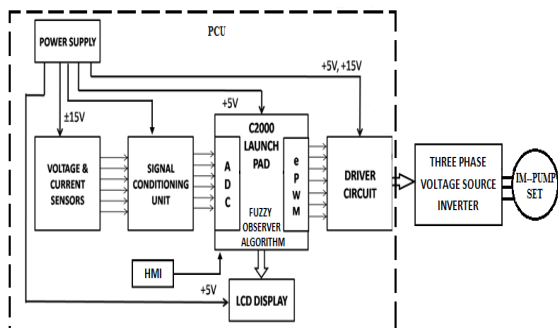 PCU
POWER SUPPLY
+5V, +15V
+5V
±15V
C2000
LAUNCH
PAD
VOLTAGE &
CURRENT
SENSORS
SIGNAL
CONDITIONING
UNIT
A
D
C
e
P
W
M
DRIVER
CIRCUIT
THREE PHASE
VOLTAGE SOURCE
INVERTER
IM--PUMP
SET
FUZZY
OBSERVER
ALGORITHM
HMI
+5V
LCD DISPLAY